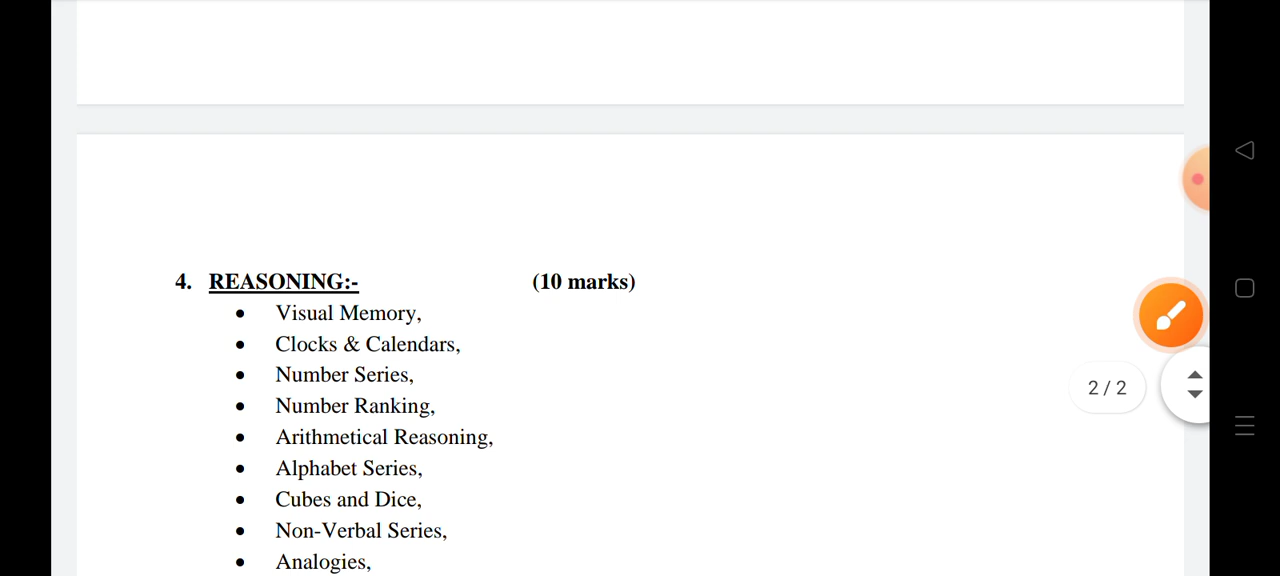 4. REASONING:- (10 marks)
• Visual Memory,
• Clocks & Calendars,
• Number Series,
• Number Ranking,
• Arithmetical Reasoning,
• Alphabet Series,
• Cubes and Dice,
• Non-Verbal Series,
• Analogies,
2 / 2